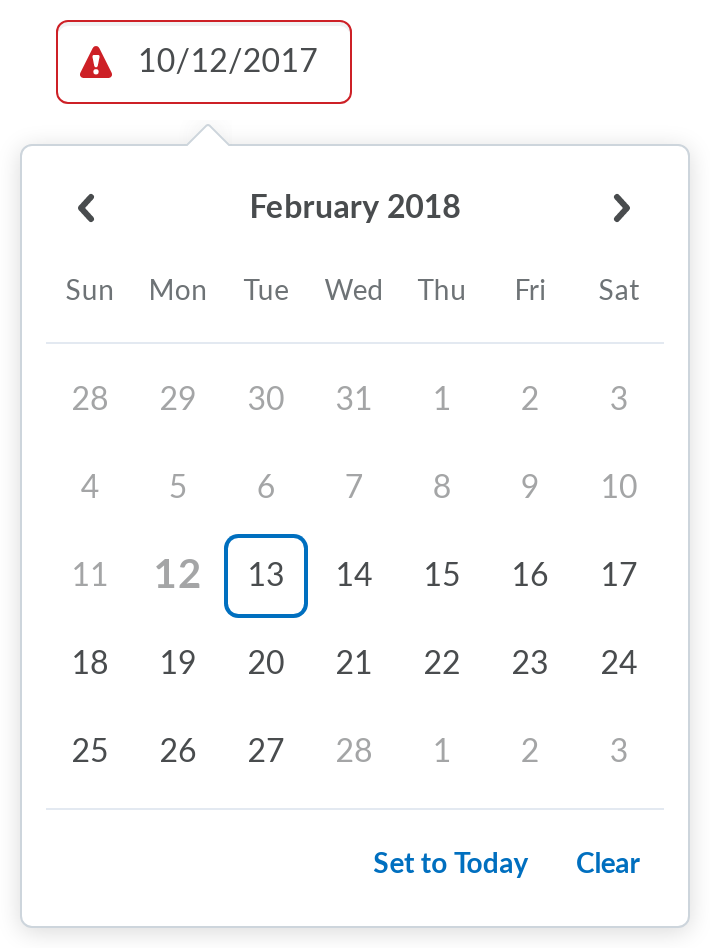 10/12/2017
February 2018
Sun Mon Tue Wed Thu Fri Sat
28 29 30 31 1 2 3
4 5 6 7 8 9 10
11 12 13 14 15 16 17
18 19 20 21 22 23 24
25 26 27 28 1 2 3
Set to Today Clear